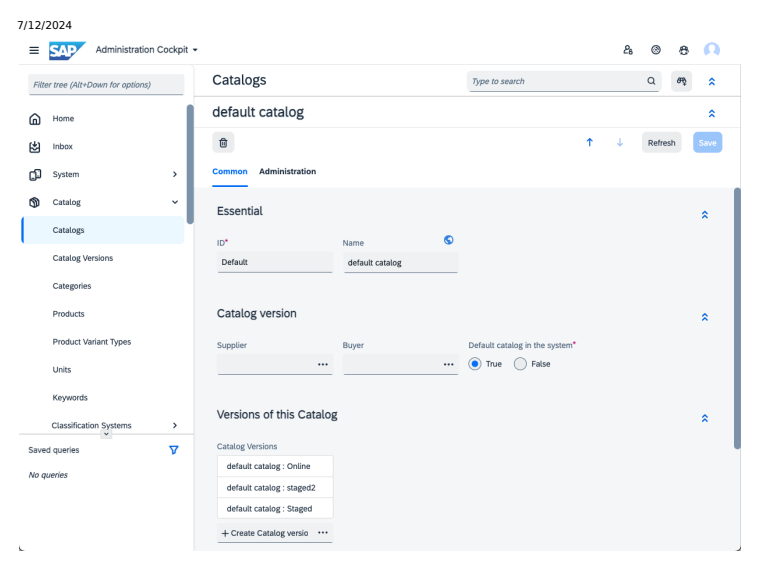 7/12/2024
SAP Administration Cockpit
Filter tree (Alt+Down for options)
Home
Inbox
System
Catalog
Catalogs
Catalog Versions
Categories
Products
Product Variant Types
Units
Keywords
Classification Systems
Saved queries
No queries
Catalogs
Type to search
default catalog
Refresh
Save
Common Administration
Essential
ID* Name
Default default catalog
Catalog version
Supplier Buyer Default catalog in the system*
••• ••• True False
Versions of this Catalog
Catalog Versions
default catalog : Online
default catalog : staged2
default catalog : Staged
+ Create Catalog versio •••